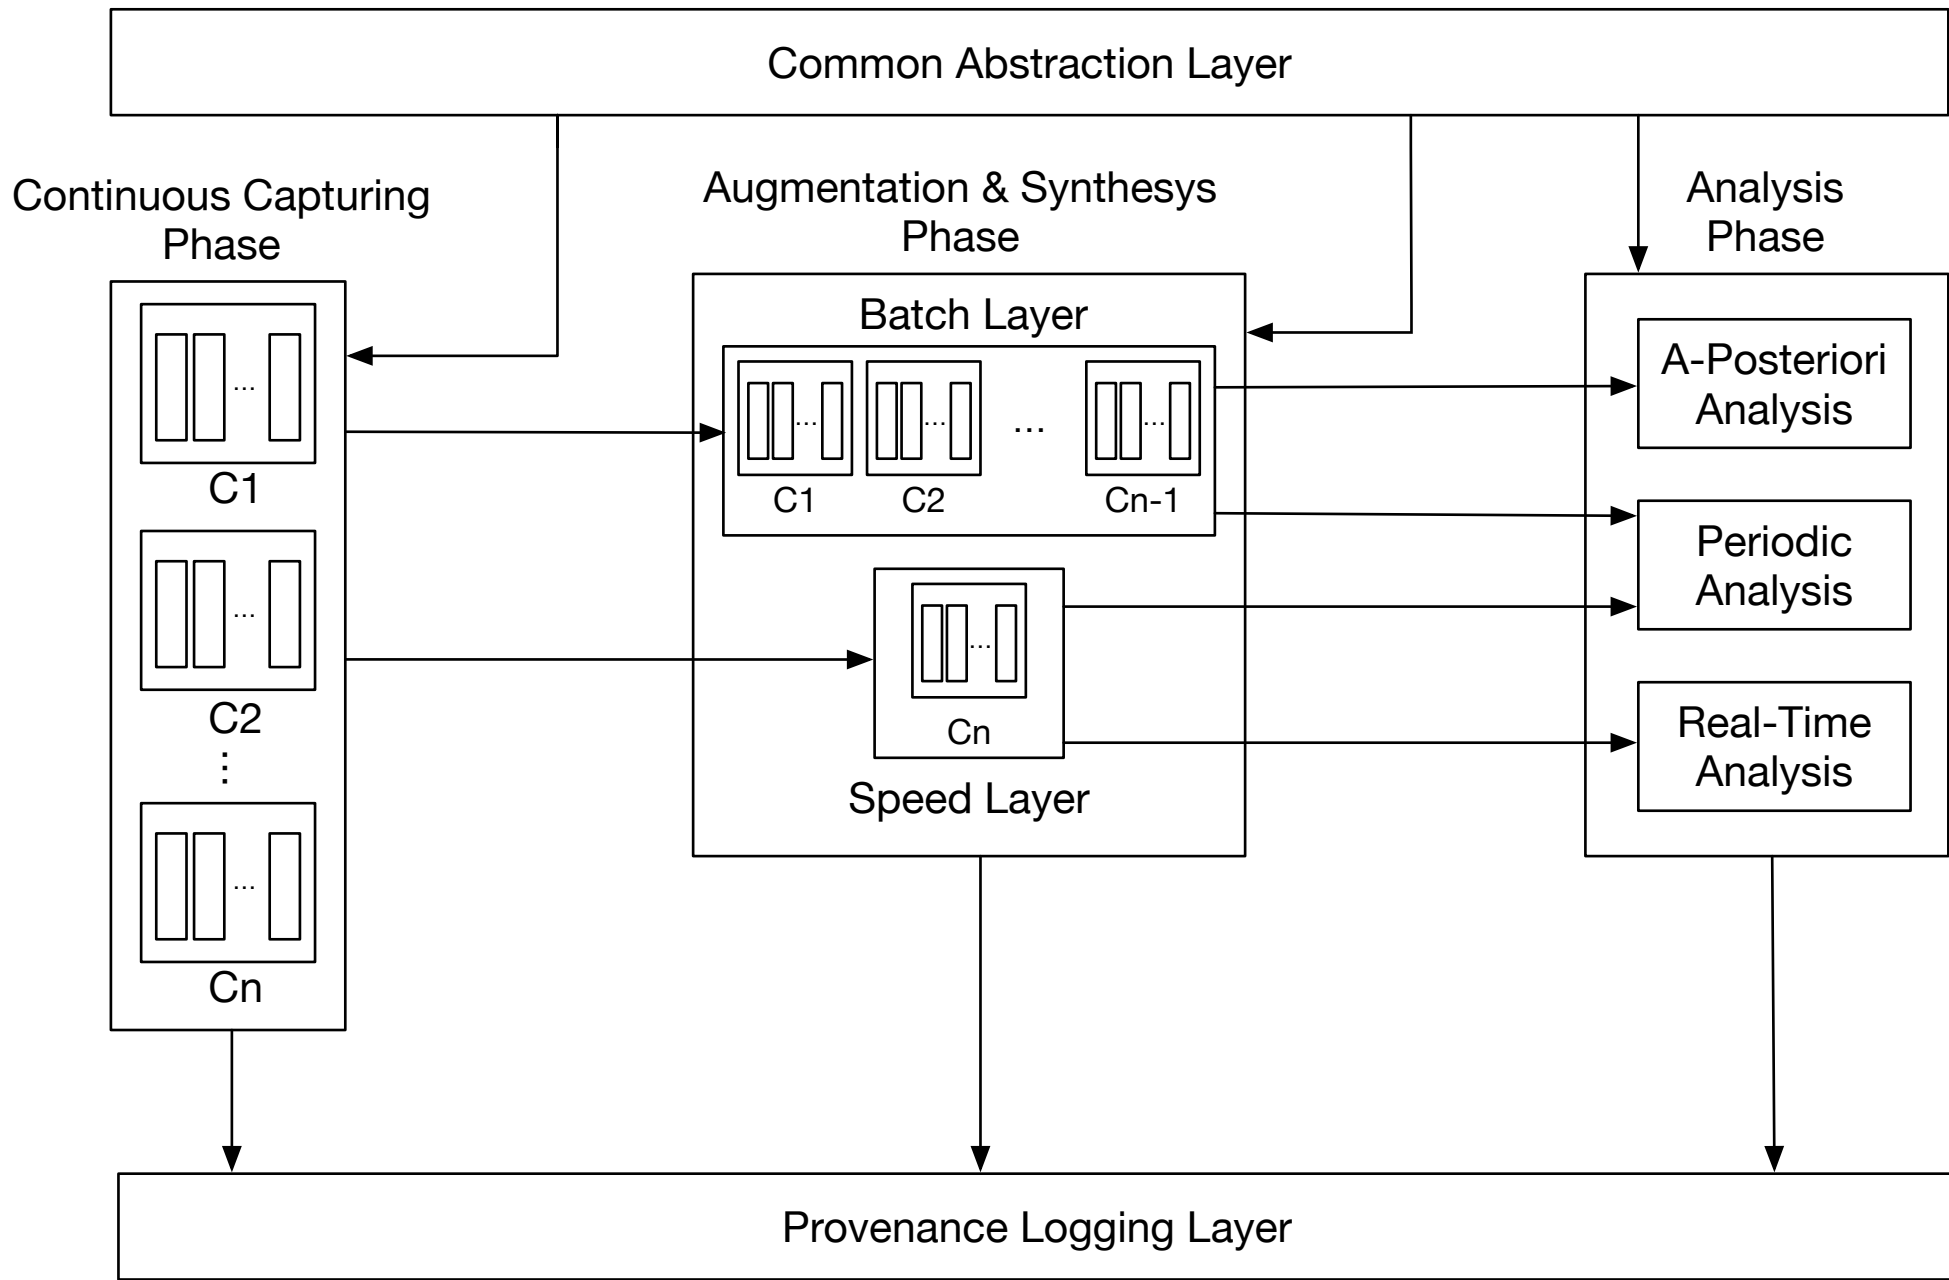 Common Abstraction Layer
Continuous Capturing
Phase
...
C1
...
C2
...
...
Cn
Augmentation & Synthesys
Phase
Batch Layer
...
...
...
...
C1
C2
Cn-1
...
Cn
Speed Layer
Analysis
Phase
A-Posteriori
Analysis
Periodic
Analysis
Real-Time
Analysis
Provenance Logging Layer